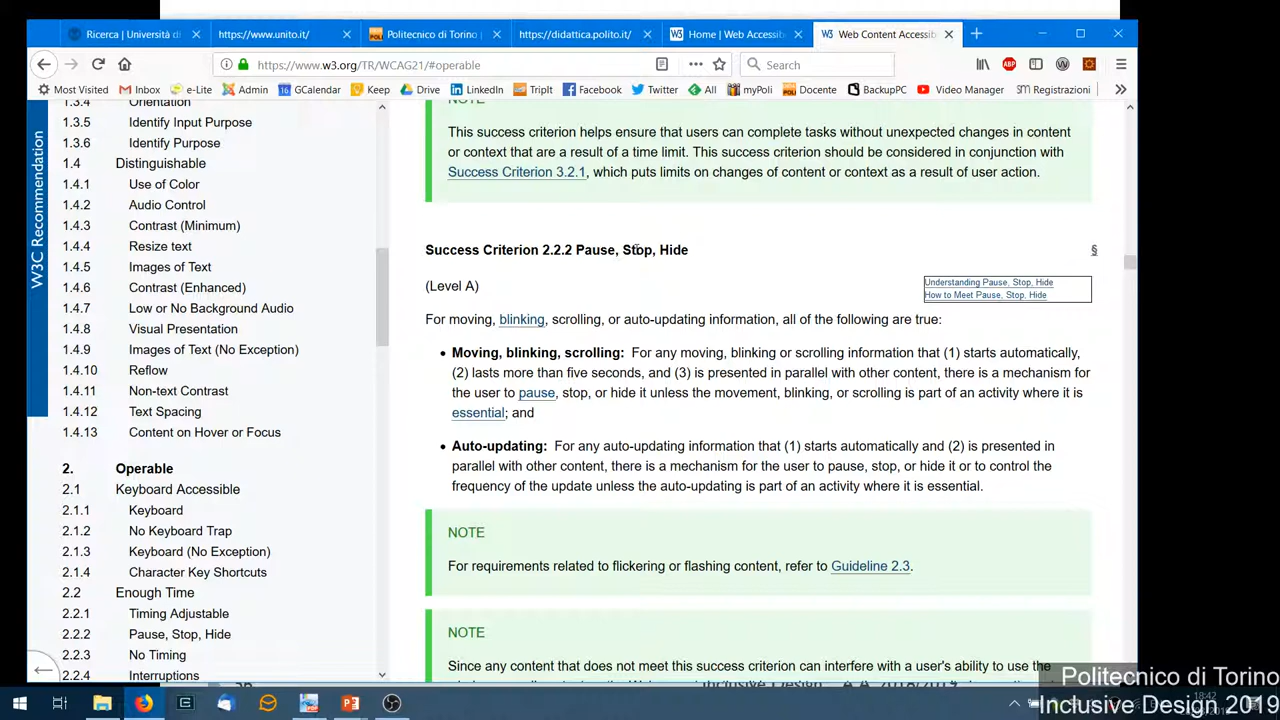 Ricerca | Università d
https://www.unito.it/
Politecnico di Torino
https://didattica.polito.it/
Home | Web Accessib
Web Content Accessib
https://www.w3.org/TR/WCAG21/#operable
Search
Most Visited
Inbox
e-Lite
Admin
GCalendar
Keep
Drive
LinkedIn
TripIt
Facebook
Twitter
All
myPoli
Docente
BackupPC
Video Manager
Registrazioni
W3C Recommendation
1.3.4 Orientation
1.3.5 Identify Input Purpose
1.3.6 Identify Purpose
1.4 Distinguishable
1.4.1 Use of Color
1.4.2 Audio Control
1.4.3 Contrast (Minimum)
1.4.4 Resize text
1.4.5 Images of Text
1.4.6 Contrast (Enhanced)
1.4.7 Low or No Background Audio
1.4.8 Visual Presentation
1.4.9 Images of Text (No Exception)
1.4.10 Reflow
1.4.11 Non-text Contrast
1.4.12 Text Spacing
1.4.13 Content on Hover or Focus
2. Operable
2.1 Keyboard Accessible
2.1.1 Keyboard
2.1.2 No Keyboard Trap
2.1.3 Keyboard (No Exception)
2.1.4 Character Key Shortcuts
2.2 Enough Time
2.2.1 Timing Adjustable
2.2.2 Pause, Stop, Hide
2.2.3 No Timing
2.2.4 Interruptions
NOTE
This success criterion helps ensure that users can complete tasks without unexpected changes in content
or context that are a result of a time limit. This success criterion should be considered in conjunction with
Success Criterion 3.2.1, which puts limits on changes of content or context as a result of user action.
Success Criterion 2.2.2 Pause, Stop, Hide
§
(Level A)
Understanding Pause, Stop, Hide
How to Meet Pause, Stop, Hide
For moving, blinking, scrolling, or auto-updating information, all of the following are true:
• Moving, blinking, scrolling: For any moving, blinking or scrolling information that (1) starts automatically,
(2) lasts more than five seconds, and (3) is presented in parallel with other content, there is a mechanism for
the user to pause, stop, or hide it unless the movement, blinking, or scrolling is part of an activity where it is
essential; and
• Auto-updating: For any auto-updating information that (1) starts automatically and (2) is presented in
parallel with other content, there is a mechanism for the user to pause, stop, or hide it or to control the
frequency of the update unless the auto-updating is part of an activity where it is essential.
NOTE
For requirements related to flickering or flashing content, refer to Guideline 2.3.
NOTE
Since any content that does not meet this success criterion can interfere with a user's ability to use the
Politecnico di Torino
Inclusive Design 2019
18:42